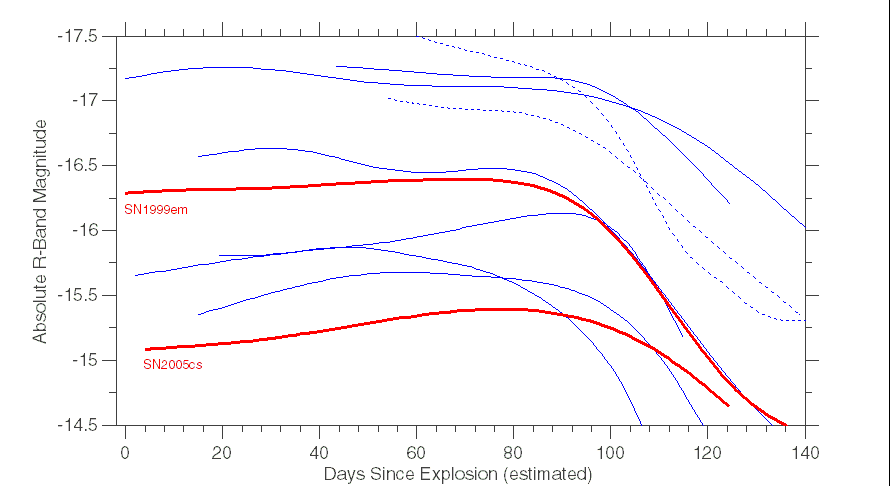 -17.5
-17
-16.5
-16
-15.5
-15
-14.5
Absolute R-Band Magnitude
SN1999em
SN2005cs
0 20 40 60 80 100 120 140
Days Since Explosion (estimated)